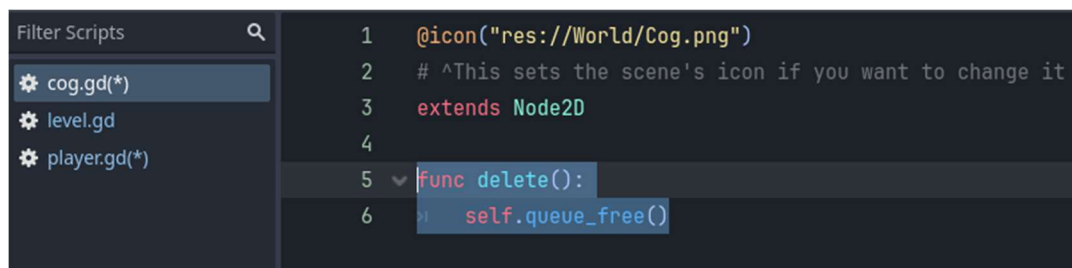 Filter Scripts
cog.gd(*)
level.gd
player.gd(*)
1 @icon("res://World/Cog.png")
2 # ^This sets the scene's icon if you want to change it
3 extends Node2D
4
5 func delete():
6 self.queue_free()